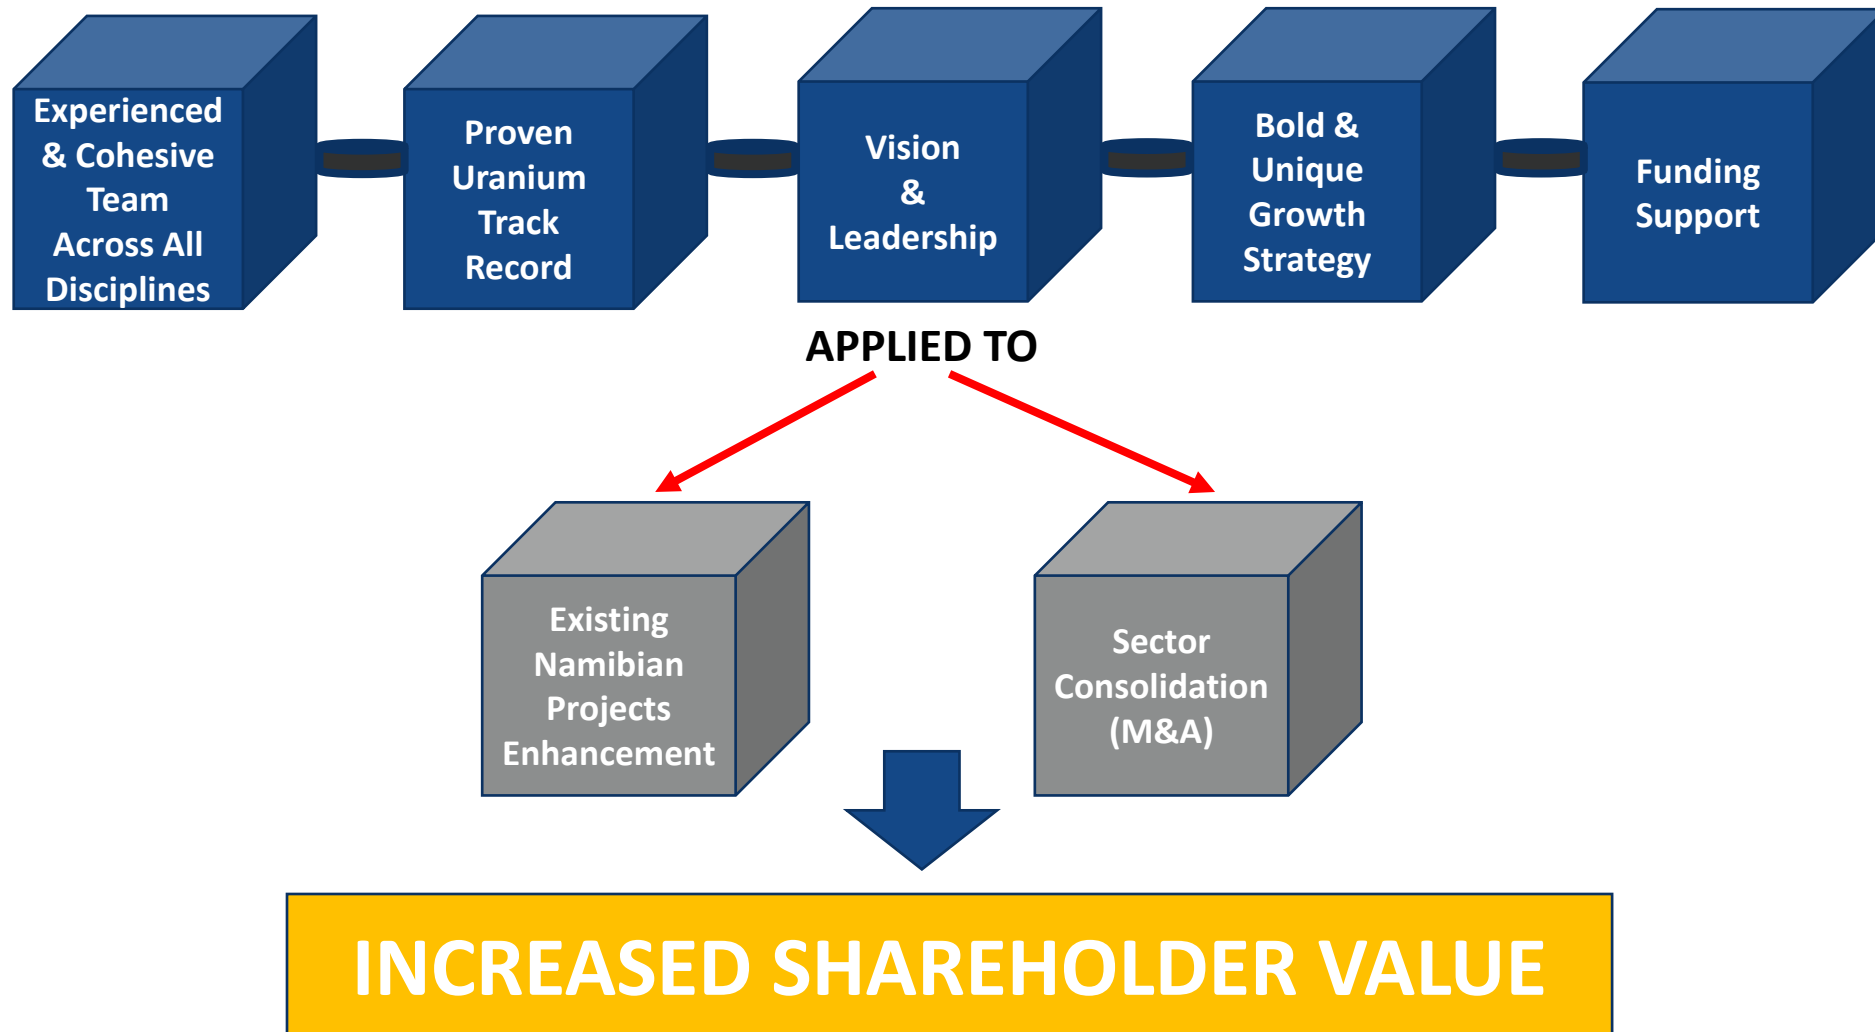 Experienced
& Cohesive
Team
Across All
Disciplines
Proven
Uranium
Track
Record
Vision
&
Leadership
Bold &
Unique
Growth
Strategy
Funding
Support
APPLIED TO
Existing
Namibian
Projects
Enhancement
Sector
Consolidation
(M&A)
INCREASED SHAREHOLDER VALUE